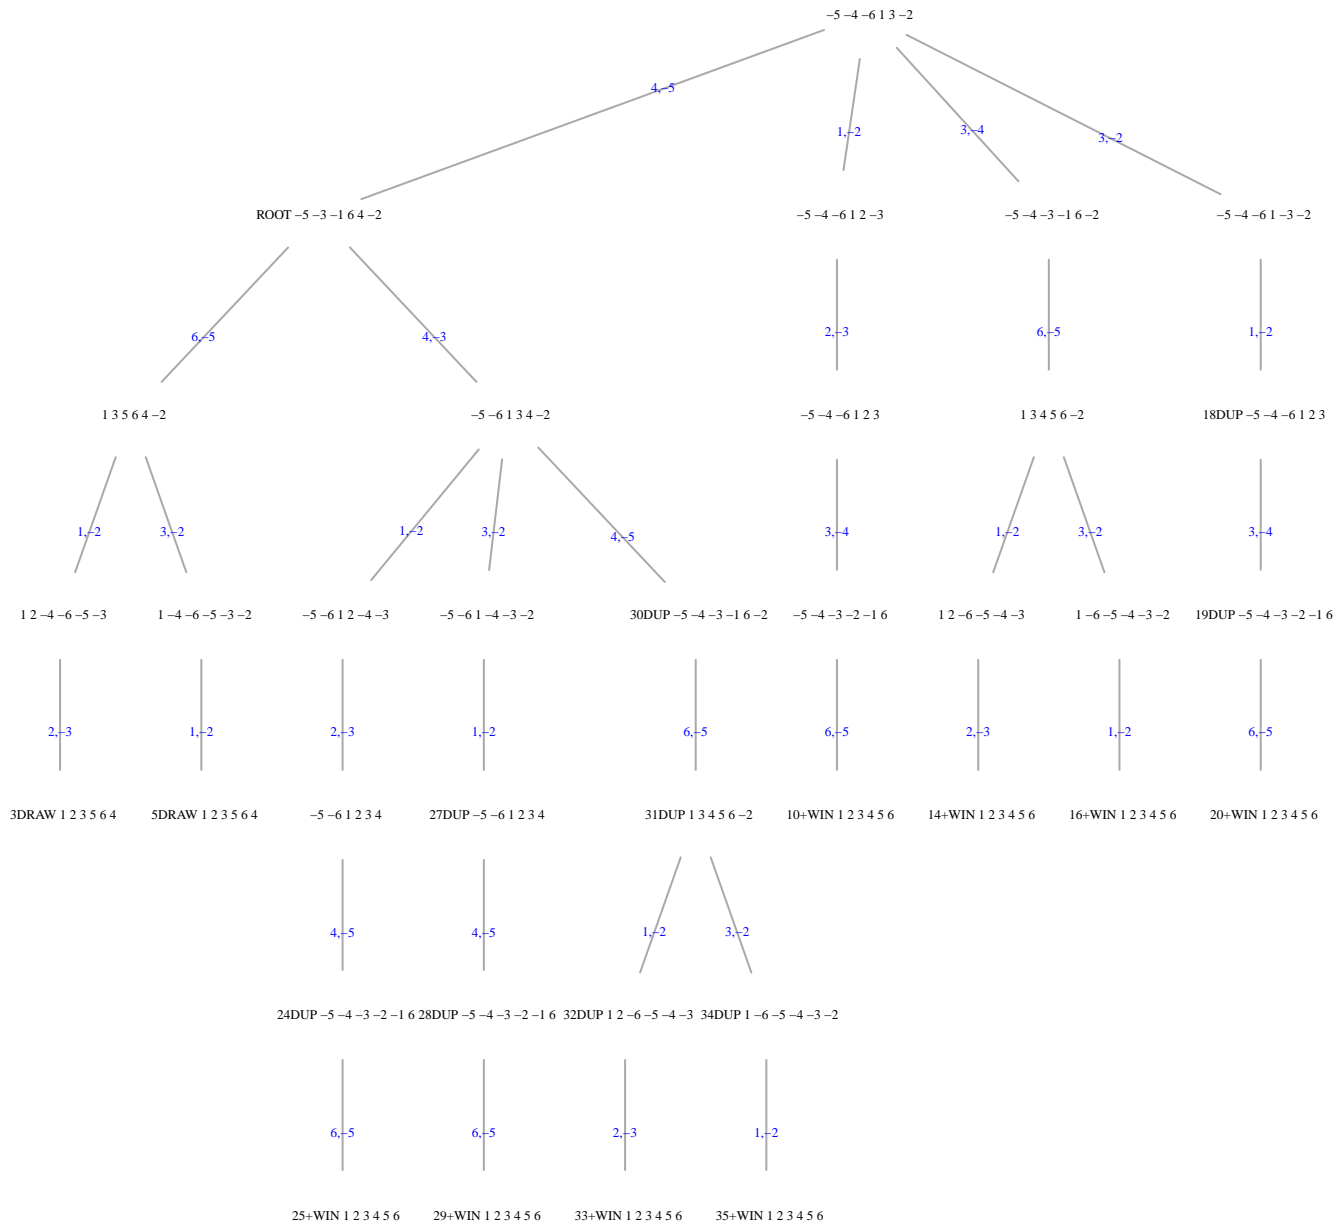 −5 −4 −6 1 3 −2
4,−5
1,−2
3,−4
3,−2
ROOT −5 −3 −1 6 4 −2
−5 −4 −6 1 2 −3
−5 −4 −3 −1 6 −2
−5 −4 −6 1 −3 −2
6,−5
4,−3
2,−3
6,−5
1,−2
1 3 5 6 4 −2
−5 −6 1 3 4 −2
−5 −4 −6 1 2 3
1 3 4 5 6 −2
18DUP −5 −4 −6 1 2 3
1,−2
3,−2
1,−2
3,−2
4,−5
3,−4
1,−2
3,−2
3,−4
1 2 −4 −6 −5 −3
1 −4 −6 −5 −3 −2
−5 −6 1 2 −4 −3
−5 −6 1 −4 −3 −2
30DUP −5 −4 −3 −1 6 −2
−5 −4 −3 −2 −1 6
1 2 −6 −5 −4 −3
1 −6 −5 −4 −3 −2
19DUP −5 −4 −3 −2 −1 6
2,−3
1,−2
2,−3
1,−2
6,−5
6,−5
2,−3
1,−2
6,−5
3DRAW 1 2 3 5 6 4
5DRAW 1 2 3 5 6 4
−5 −6 1 2 3 4
27DUP −5 −6 1 2 3 4
31DUP 1 3 4 5 6 −2
10+WIN 1 2 3 4 5 6
14+WIN 1 2 3 4 5 6
16+WIN 1 2 3 4 5 6
20+WIN 1 2 3 4 5 6
4,−5
4,−5
1,−2
3,−2
24DUP −5 −4 −3 −2 −1 6
28DUP −5 −4 −3 −2 −1 6
32DUP 1 2 −6 −5 −4 −3
34DUP 1 −6 −5 −4 −3 −2
6,−5
6,−5
2,−3
1,−2
25+WIN 1 2 3 4 5 6
29+WIN 1 2 3 4 5 6
33+WIN 1 2 3 4 5 6
35+WIN 1 2 3 4 5 6